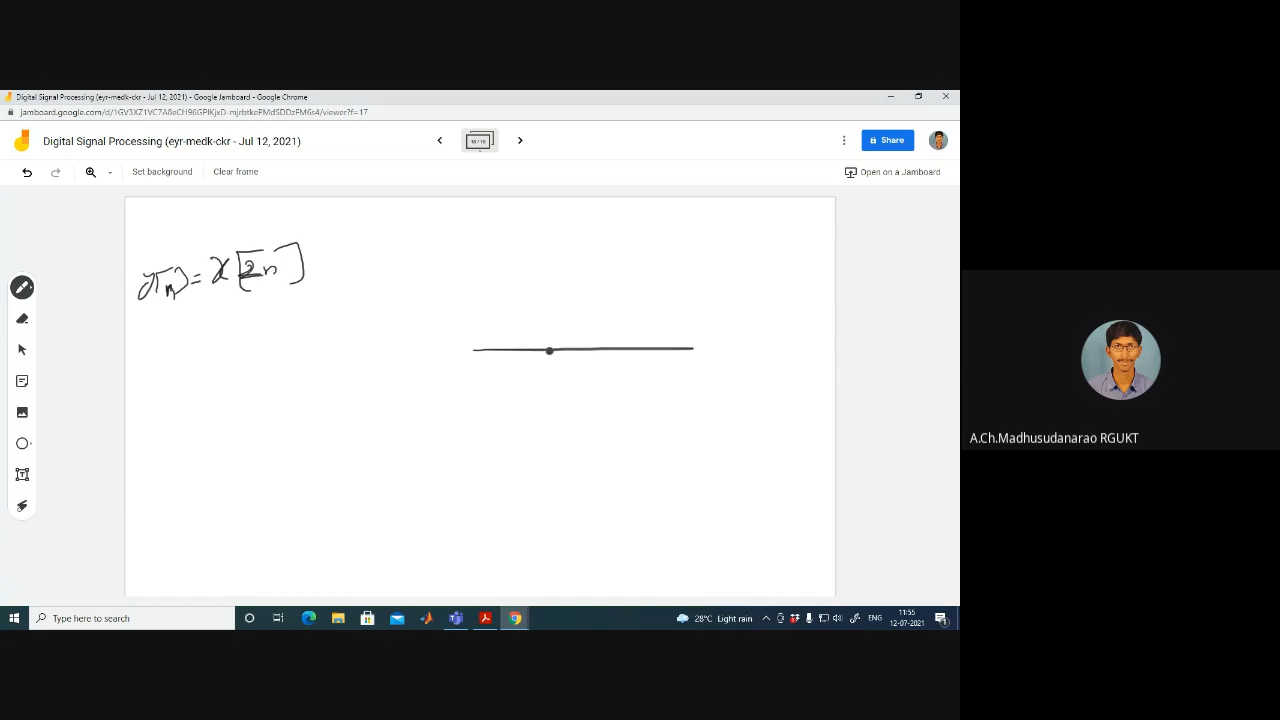 Digital Signal Processing (eyr-medk-ckr - Jul 12, 2021) - Google Jamboard - Google Chrome
Digital Signal Processing (eyr-medk-ckr - Jul 12, 2021)
18 / 18
Share
Set background
Clear frame
Open on a Jamboard
y[n] = x[2n]
A.Ch.Madhusudanarao RGUKT
Type here to search
28°C Light rain
ENG
11:55
12-07-2021